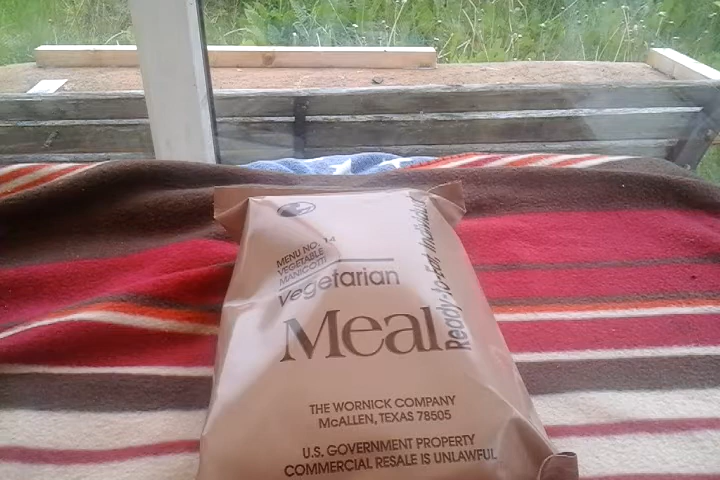 MENU NO. 14
VEGETABLE
MANICOTTI
Vegetarian
Meal,
Ready-to-Eat Individual
THE WORNICK COMPANY
McALLEN, TEXAS 78505
U.S. GOVERNMENT PROPERTY
COMMERCIAL RESALE IS UNLAWFUL